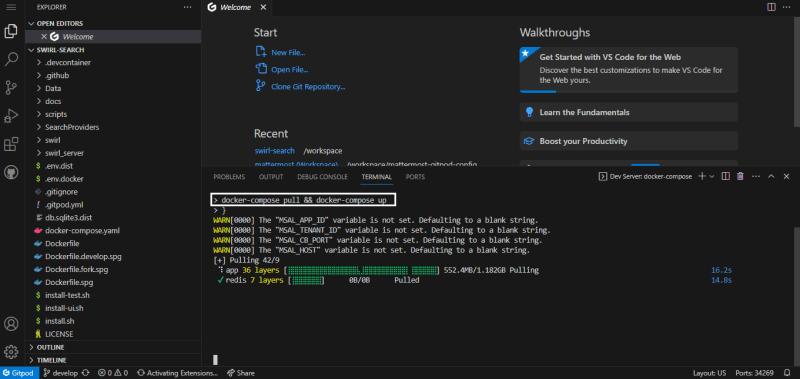 EXPLORER
OPEN EDITORS
Welcome
SWIRL-SEARCH
.devcontainer
.github
Data
docs
scripts
SearchProviders
swirl
swirl_server
.env.dist
.env.docker
.gitignore
.gitpod.yml
db.sqlite3.dist
docker-compose.yaml
Dockerfile
Dockerfile.develop.spg
Dockerfile.fork.spg
Dockerfile.spg
install-test.sh
install-ui.sh
install.sh
LICENSE
OUTLINE
TIMELINE
Welcome
Start
New File...
Open File...
Clone Git Repository...
Recent
swirl-search /workspace
mattermost (Workspace) /workspace/mattermost-gitpod-config
Walkthroughs
Get Started with VS Code for the Web
Discover the best customizations to make VS Code for
the Web yours.
Learn the Fundamentals
Boost your Productivity
PROBLEMS OUTPUT DEBUG CONSOLE TERMINAL PORTS
Dev Server: docker-compose
> docker-compose pull && docker-compose up
> }
WARN[0000] The "MSAL_APP_ID" variable is not set. Defaulting to a blank string.
WARN[0000] The "MSAL_TENANT_ID" variable is not set. Defaulting to a blank string.
WARN[0000] The "MSAL_CB_PORT" variable is not set. Defaulting to a blank string.
WARN[0000] The "MSAL_HOST" variable is not set. Defaulting to a blank string.
[+] Pulling 42/9
app 36 layers [] 552.4MB/1.182GB Pulling 16.2s
✓ redis 7 layers [] 0B/0B Pulled 14.8s
Gitpod develop 0 0 Activating Extensions... Share Layout: US Ports: 34269